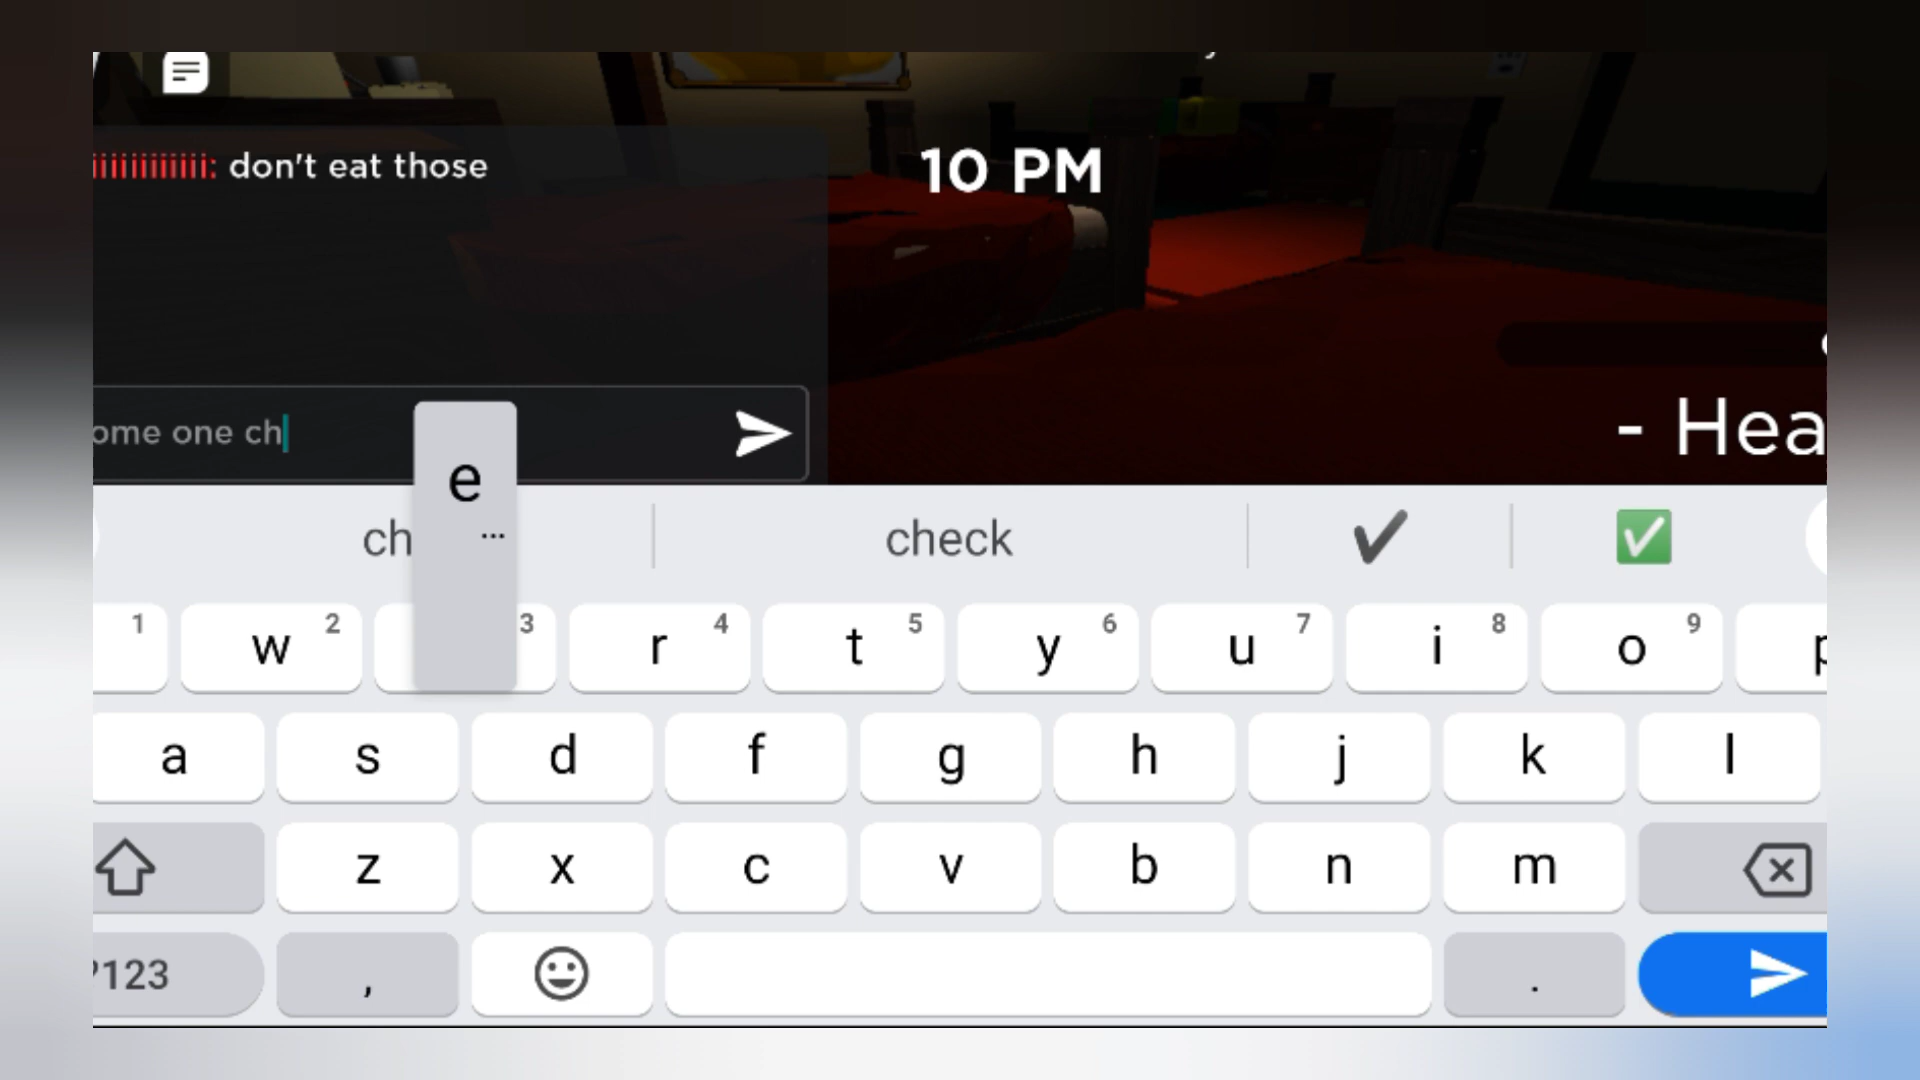 iiiiiiiiiiiii: don't eat those
10 PM
ome one ch
- Hea
e
...
ch
check
1 2 3 4 5 6 7 8 9
w r t y u i o p
a s d f g h j k l
z x c v b n m
?123 , .